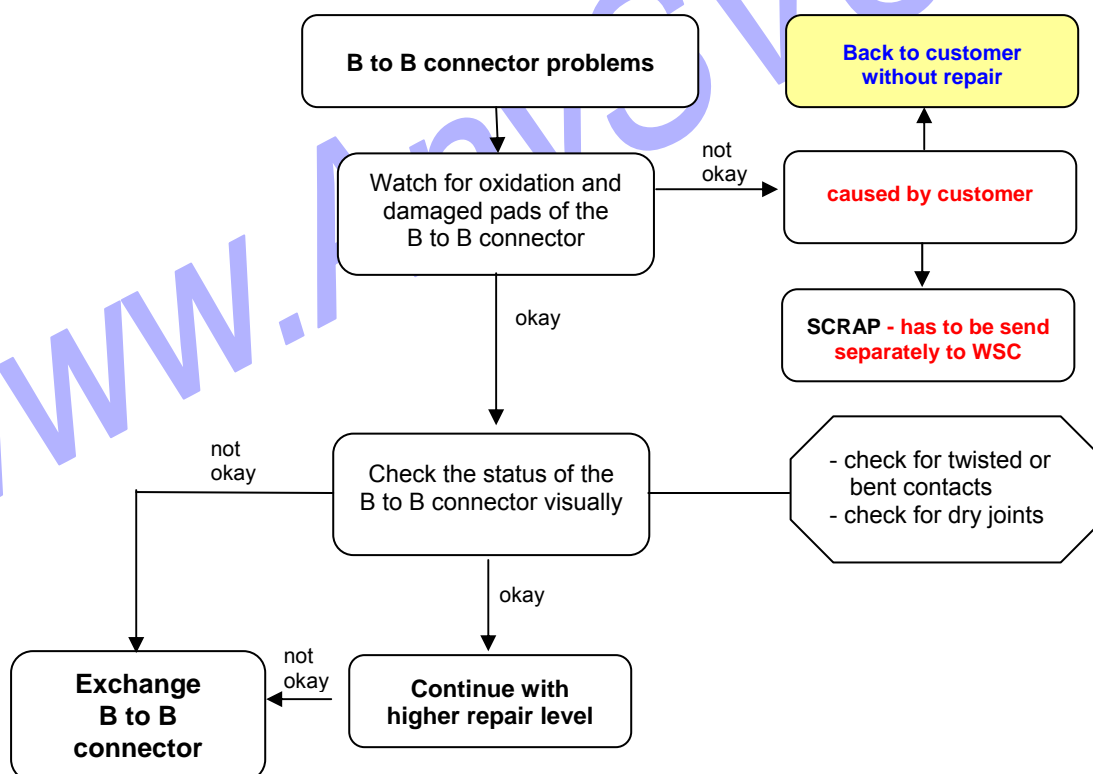 B to B connector problems
Back to customer
without repair
Watch for oxidation and
damaged pads of the
B to B connector
not
okay
caused by customer
okay
SCRAP - has to be send
separately to WSC
not
okay
Check the status of the
B to B connector visually
- check for twisted or
bent contacts
- check for dry joints
okay
Exchange
B to B
connector
not
okay
Continue with
higher repair level